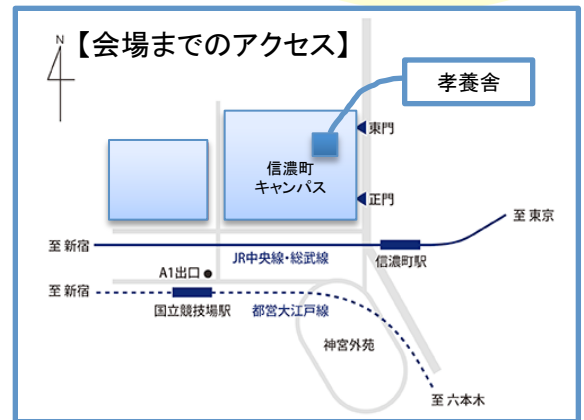 N
【会場までのアクセス】
孝養舎
東門
信濃町
キャンパス
正門
至 東京
至 新宿
JR中央線・総武線
信濃町駅
A1出口
至 新宿
国立競技場駅
都営大江戸線
神宮外苑
至 六本木